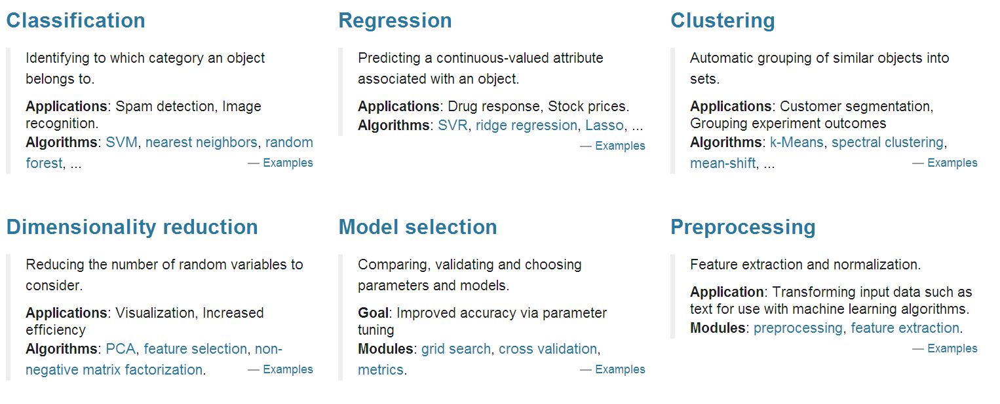 Classification
Identifying to which category an object
belongs to.
Applications: Spam detection, Image
recognition.
Algorithms: SVM, nearest neighbors, random
forest, ...
— Examples
Regression
Predicting a continuous-valued attribute
associated with an object.
Applications: Drug response, Stock prices.
Algorithms: SVR, ridge regression, Lasso, ...
— Examples
Clustering
Automatic grouping of similar objects into
sets.
Applications: Customer segmentation,
Grouping experiment outcomes
Algorithms: k-Means, spectral clustering,
mean-shift, ...
— Examples
Dimensionality reduction
Reducing the number of random variables to
consider.
Applications: Visualization, Increased
efficiency
Algorithms: PCA, feature selection, non-
negative matrix factorization.
— Examples
Model selection
Comparing, validating and choosing
parameters and models.
Goal: Improved accuracy via parameter
tuning
Modules: grid search, cross validation,
metrics.
— Examples
Preprocessing
Feature extraction and normalization.
Application: Transforming input data such as
text for use with machine learning algorithms.
Modules: preprocessing, feature extraction.
— Examples